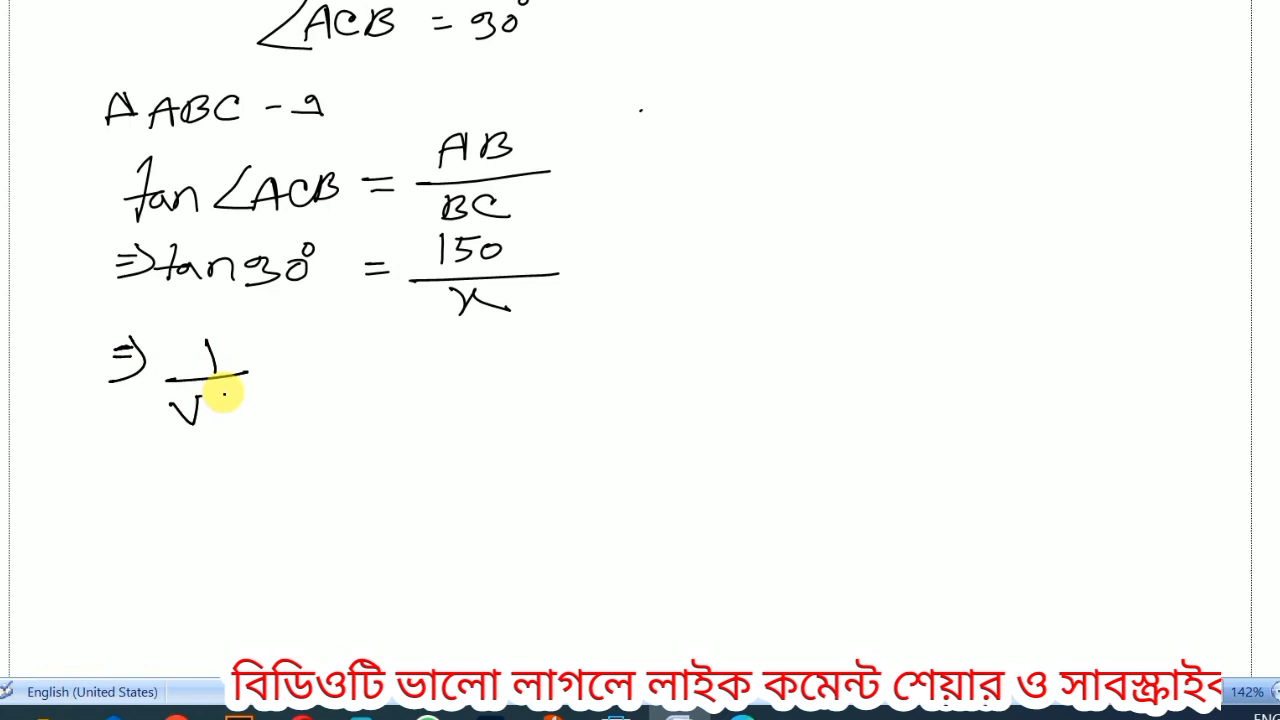 ∠ACB = 30°
△ABC - এ
tan ∠ACB = AB / BC
⇒ tan 30° = 150 / x
⇒ 1 / √
English (United States)
142%
বিডিওটি ভালো লাগলে লাইক কমেন্ট শেয়ার ও সাবস্ক্রাইব